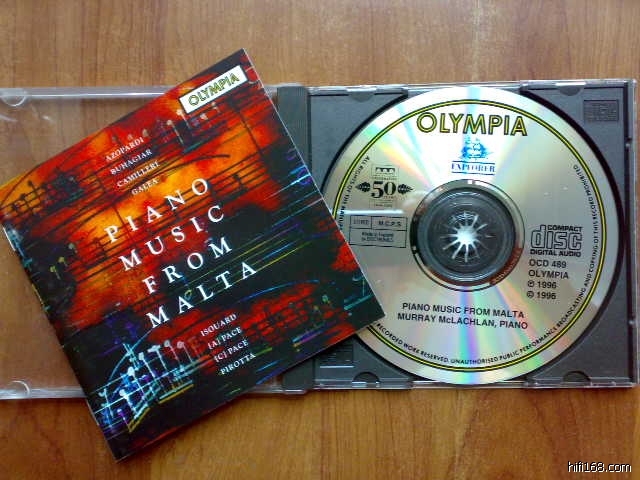 OLYMPIA
AZOPARDI
BUHAGIAR
CAMILLERI
GALEA
PIANO
MUSIC
FROM
MALTA
ISOUARD
[A] PACE
[C] PACE
PIROTTA
OLYMPIA
EXPLORER
50
M.C.P.S
COMPACT
disc
DIGITAL AUDIO
OCD 489
OLYMPIA
℗ 1996
© 1996
PIANO MUSIC FROM MALTA
MURRAY McLACHLAN, PIANO
RECORDED WORK RESERVED. UNAUTHORISED PUBLIC PERFORMANCE BROADCASTING AND COPYING OF THIS RECORD PROHIBITED
hifi168.com